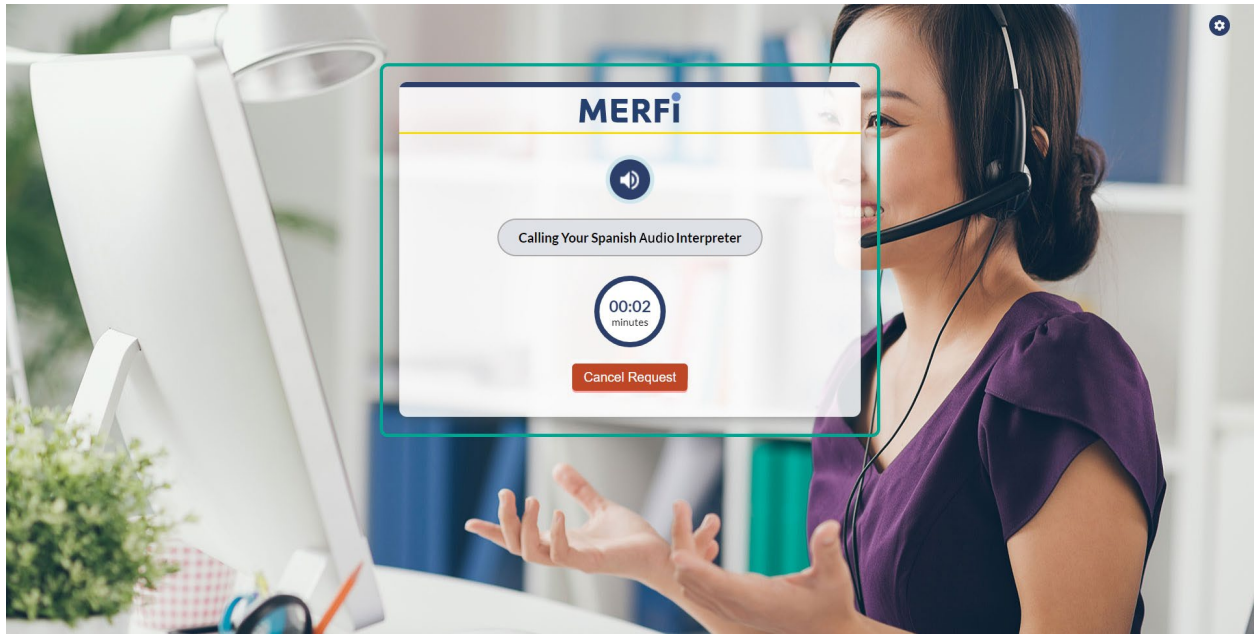 MERFi
Calling Your Spanish Audio Interpreter
00:02
minutes
Cancel Request